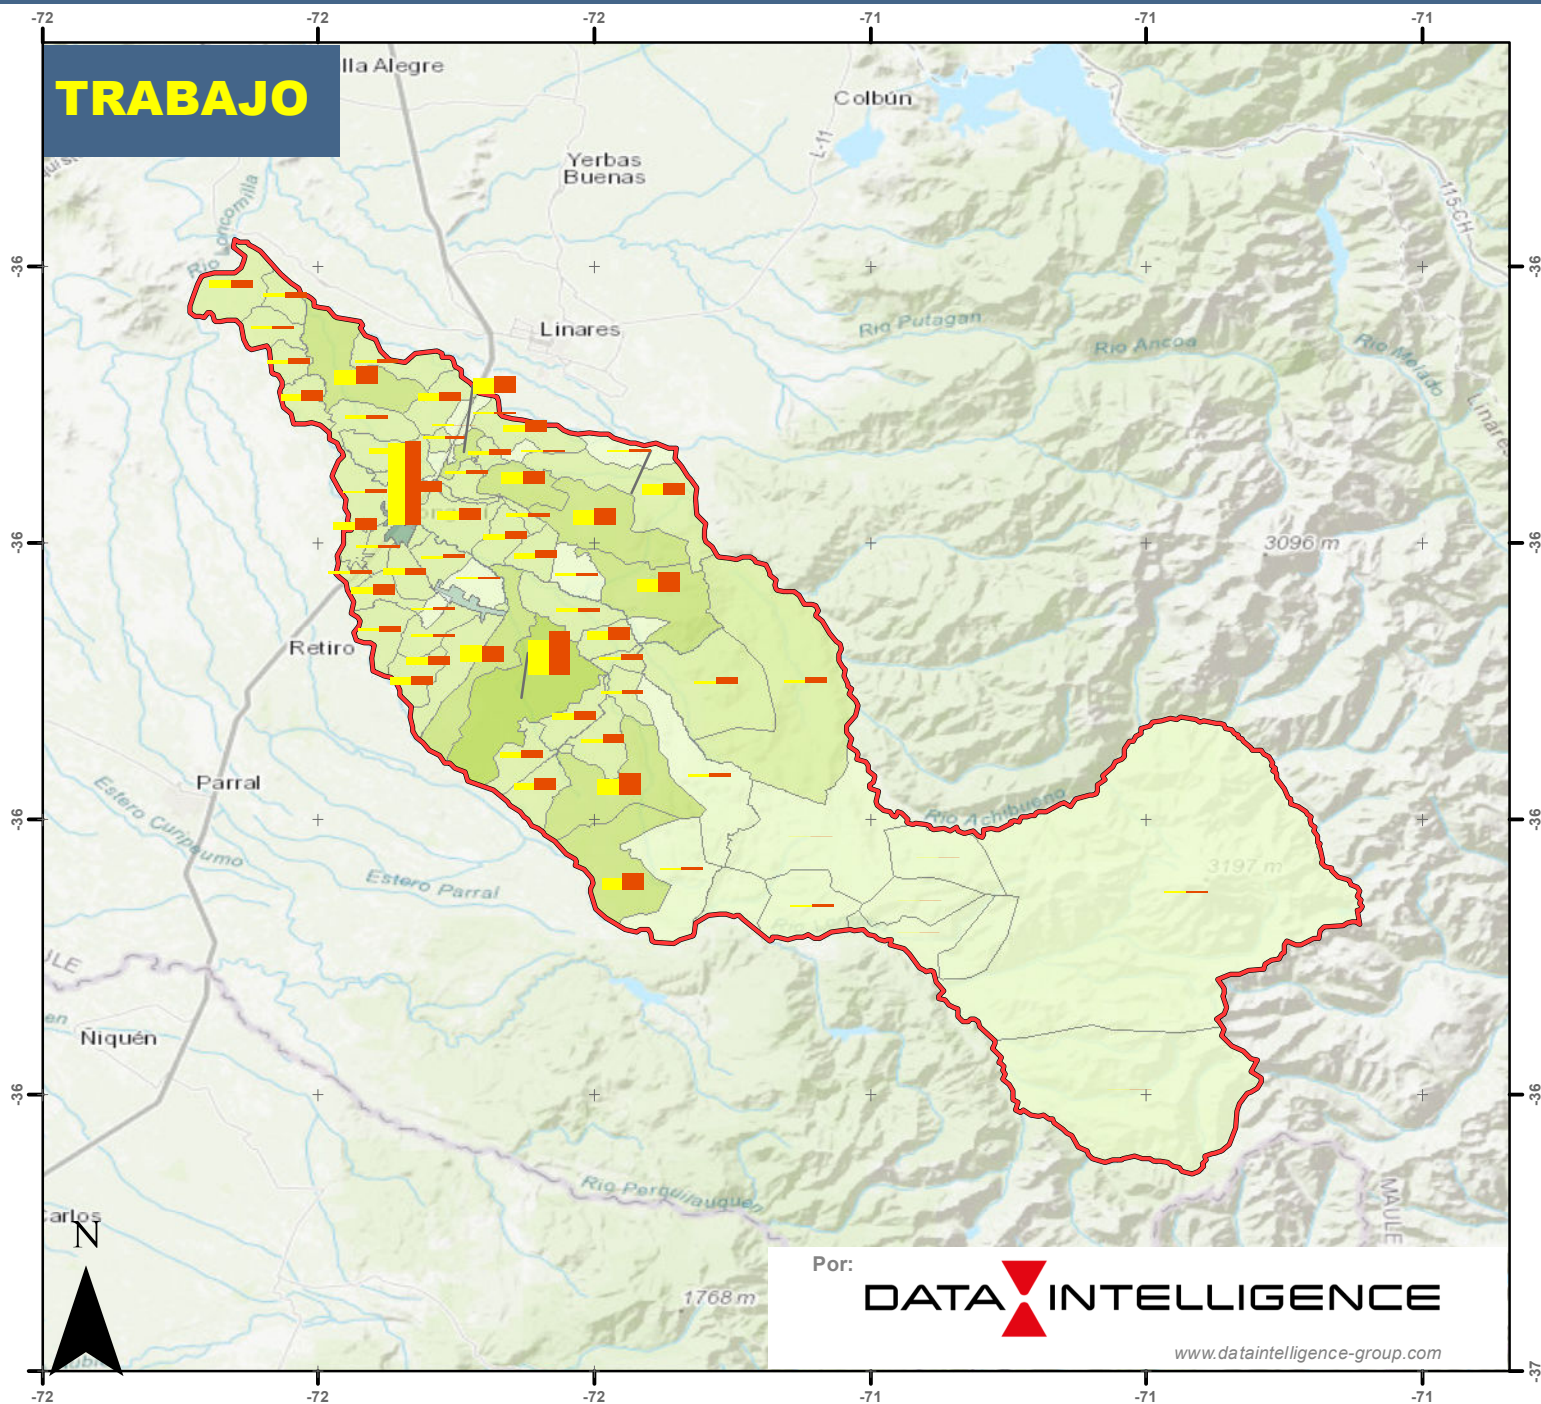 -72 -72 -72 -71 -71 -71
TRABAJO
lla Alegre
Colbún
L-11
Yerbas
Buenas
115-CH
Rio Loncomilla
-36 -36
Linares
Rio Putagan
Rio Ancoa
Rio Melado
Linares
-36 -36
3096 m
Retiro
Parral
Rio Achibueno
-36 -36
Estero Curipeumo
Estero Parral
3197 m
ULE
en
Ñiquén
-36 -36
Rio Perquilauquen
MAULE
Carlos
N
1768 m
Por:
DATA INTELLIGENCE
www.dataintelligence-group.com
-37
-72 -72 -72 -71 -71 -71